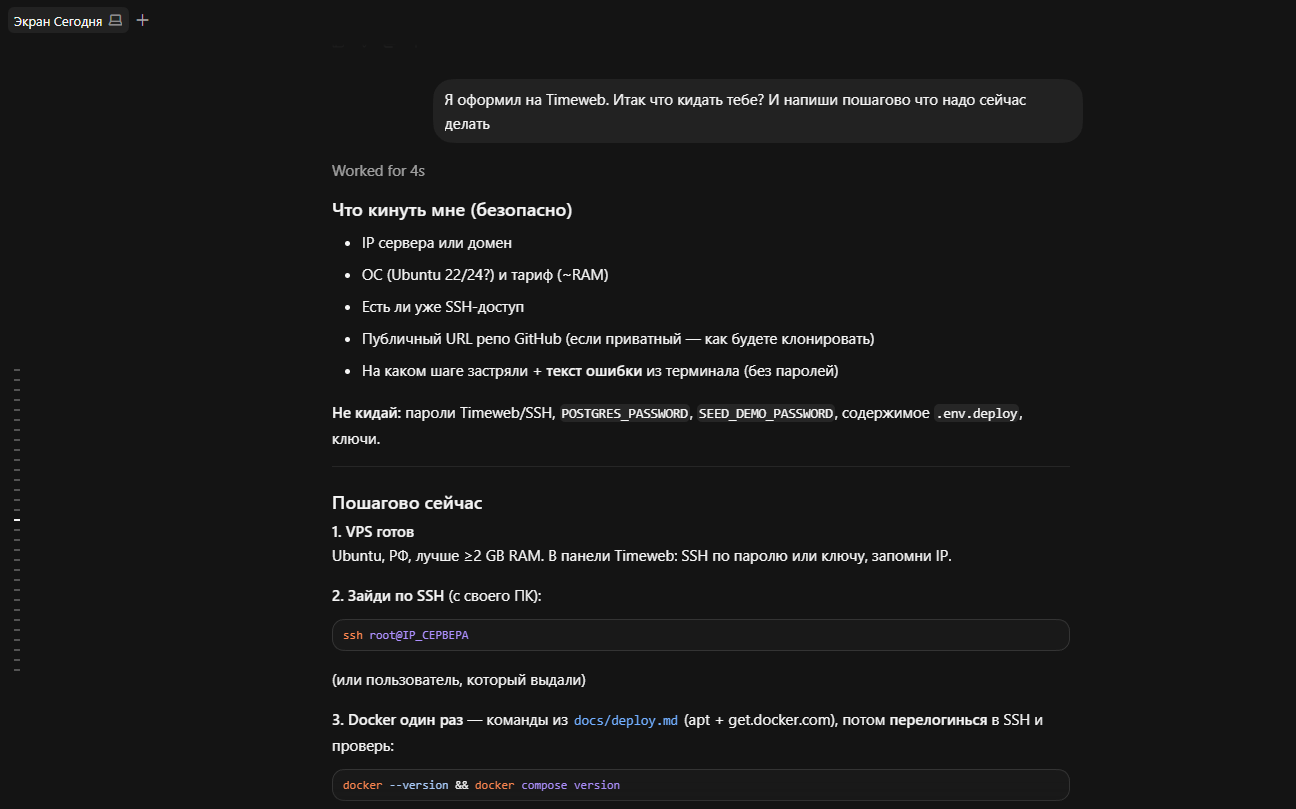 Экран Сегодня
Я оформил на Timeweb. Итак что кидать тебе? И напиши пошагово что надо сейчас
делать
Worked for 4s
Что кинуть мне (безопасно)
IP сервера или домен
ОС (Ubuntu 22/24?) и тариф (~RAM)
Есть ли уже SSH-доступ
Публичный URL репо GitHub (если приватный — как будете клонировать)
На каком шаге застряли + текст ошибки из терминала (без паролей)
Не кидай: пароли Timeweb/SSH, POSTGRES_PASSWORD, SEED_DEMO_PASSWORD, содержимое .env.deploy,
ключи.
Пошагово сейчас
1. VPS готов
Ubuntu, РФ, лучше ≥2 GB RAM. В панели Timeweb: SSH по паролю или ключу, запомни IP.
2. Зайди по SSH (с своего ПК):
ssh root@IP_СЕРВЕРА
(или пользователь, который выдали)
3. Docker один раз — команды из docs/deploy.md (apt + get.docker.com), потом перелогинься в SSH и
проверь:
docker --version && docker compose version